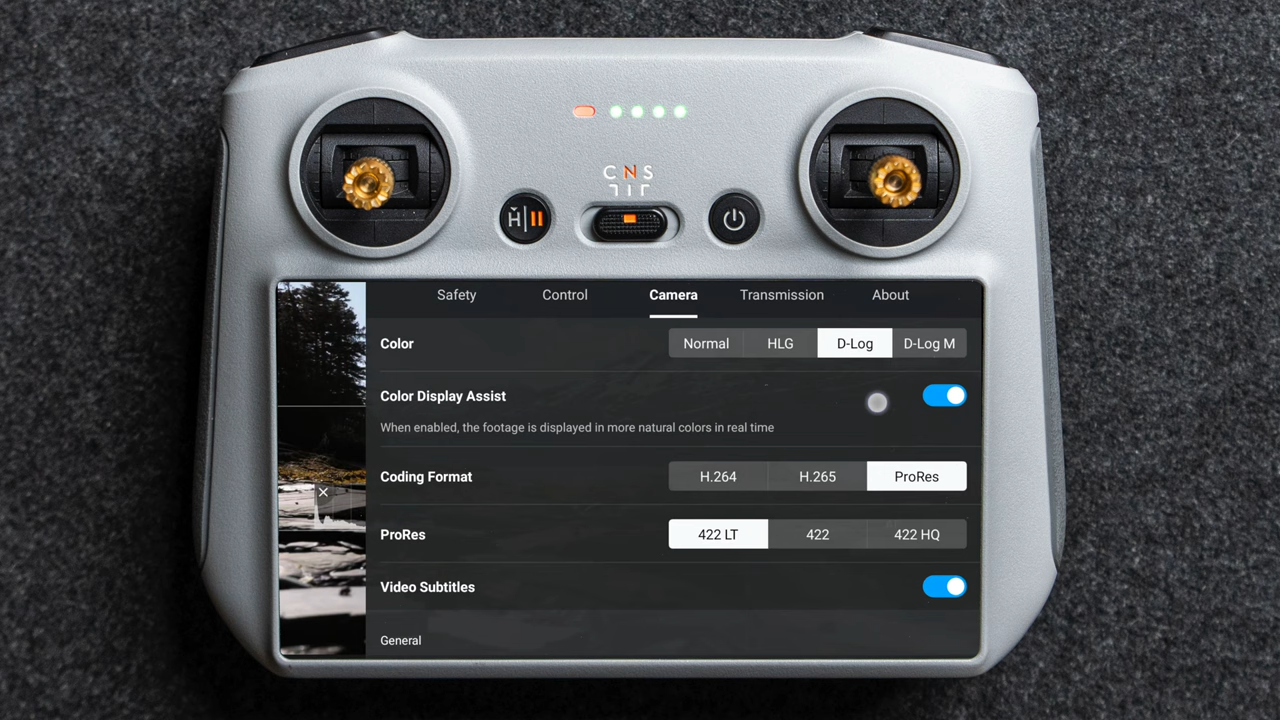 C N S
H
Safety Control Camera Transmission About
Color Normal HLG D-Log D-Log M
Color Display Assist
When enabled, the footage is displayed in more natural colors in real time
Coding Format H.264 H.265 ProRes
ProRes 422 LT 422 422 HQ
Video Subtitles
General